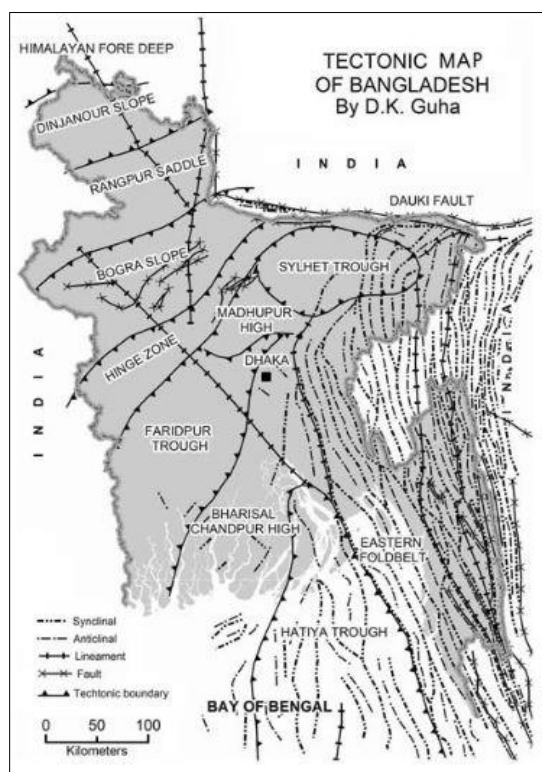 HIMALAYAN FORE DEEP
TECTONIC MAP
OF BANGLADESH
By D.K. Guha
DINJANOUR SLOPE
INDIA
RANGPUR SADDLE
DAUKI FAULT
BOGRA SLOPE
SYLHET TROUGH
MADHUPUR
HIGH
INDIA
HINGE ZONE
DHAKA
INDIA
FARIDPUR
TROUGH
BHARISAL
CHANDPUR HIGH
EASTERN
FOLDBELT
HATIYA TROUGH
BAY OF BENGAL
Synclinal
Anticlinal
Lineament
Fault
Techtonic boundary
0 50 100
Kilometers